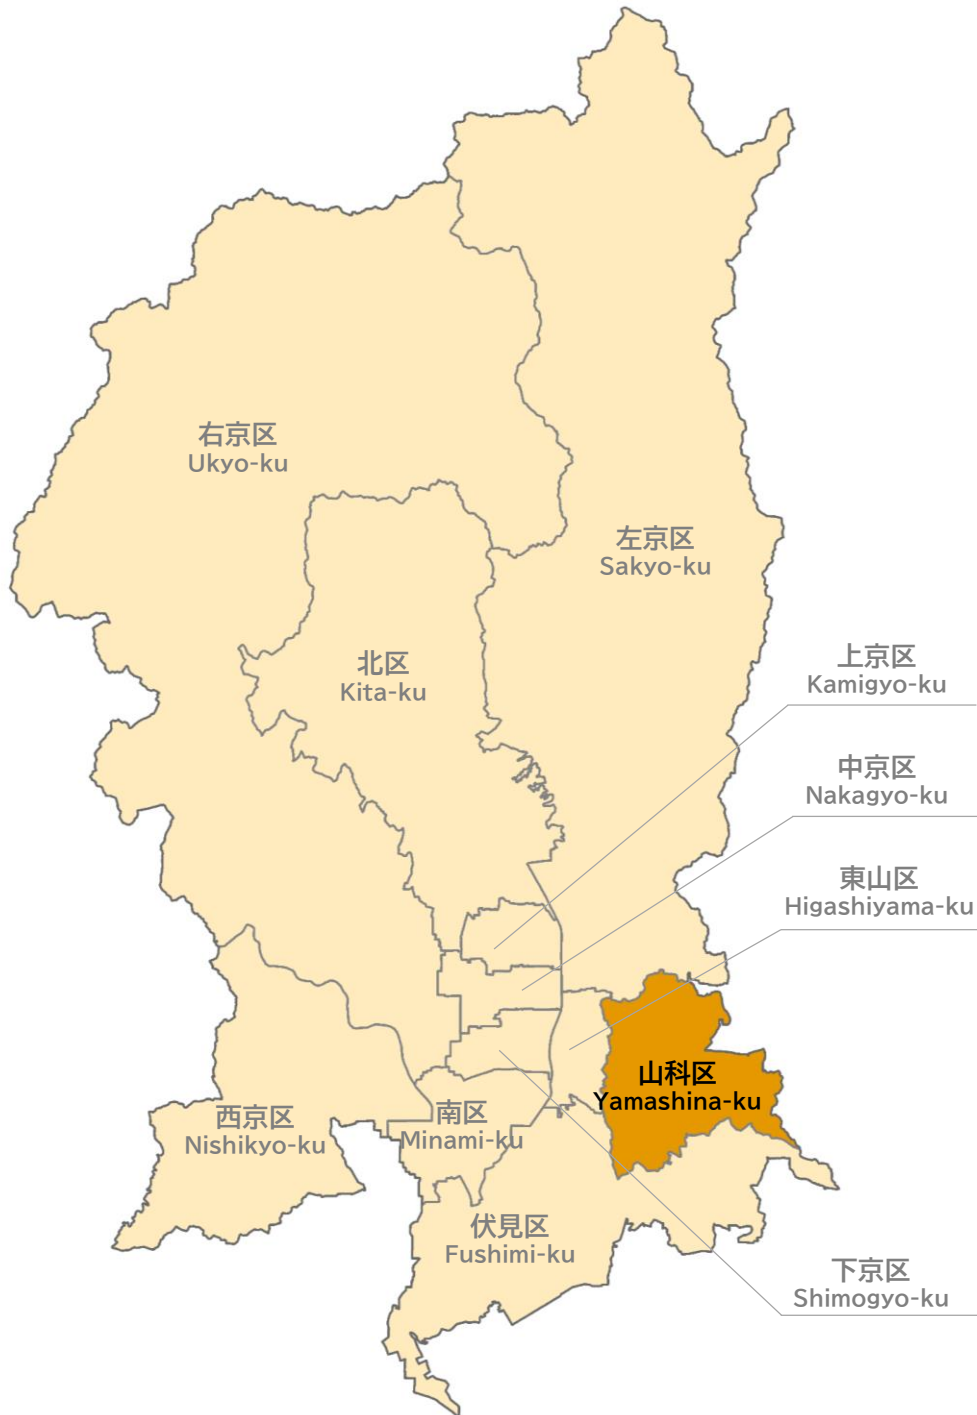 右京区
Ukyo-ku
左京区
Sakyo-ku
北区
Kita-ku
上京区
Kamigyo-ku
中京区
Nakagyo-ku
東山区
Higashiyama-ku
山科区
Yamashina-ku
西京区
Nishikyo-ku
南区
Minami-ku
伏見区
Fushimi-ku
下京区
Shimogyo-ku